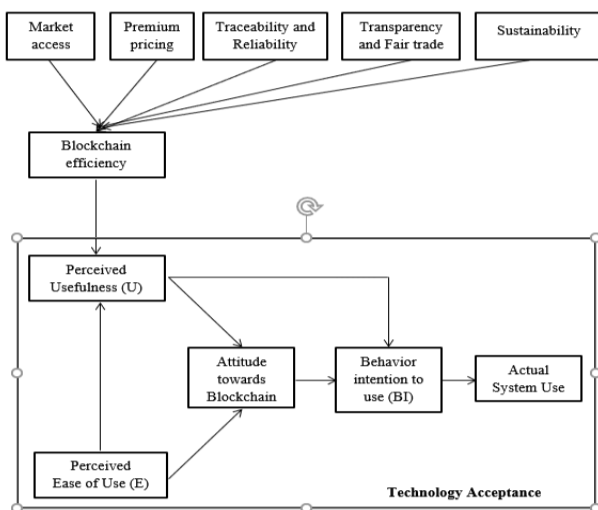 Market
access
Premium
pricing
Traceability and
Reliability
Transparency
and Fair trade
Sustainability
Blockchain
efficiency
Perceived
Usefulness (U)
Attitude
towards
Blockchain
Behavior
intention to
use (BI)
Actual
System Use
Perceived
Ease of Use (E)
Technology Acceptance